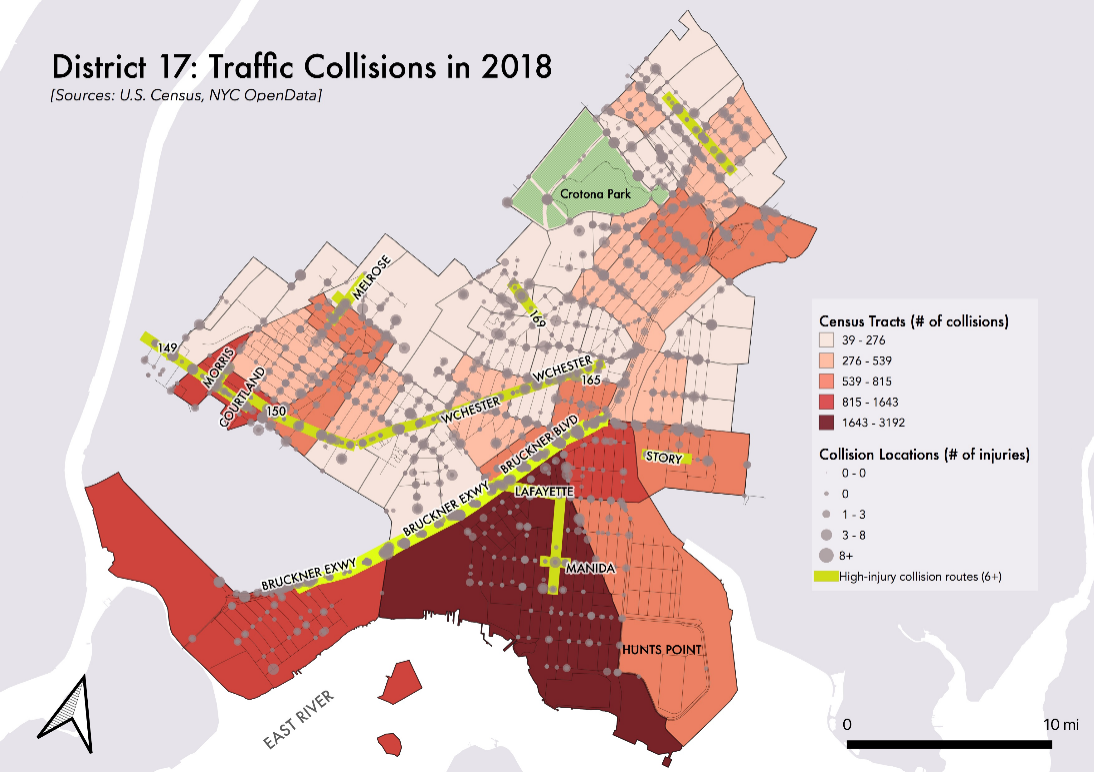 District 17: Traffic Collisions in 2018
[Sources: U.S. Census, NYC OpenData]
Crotona Park
MELROSE
169
149
MORRIS
COURTLAND
150
WCHESTER
WCHESTER
165
BRUCKNER BLVD
STORY
BRUCKNER EXWY
LAFAYETTE
BRUCKNER EXWY
MANIDA
HUNTS POINT
EAST RIVER
Census Tracts (# of collisions)
39 - 276
276 - 539
539 - 815
815 - 1643
1643 - 3192
Collision Locations (# of injuries)
0 - 0
0
1 - 3
3 - 8
8+
High-injury collision routes (6+)
0 10 mi